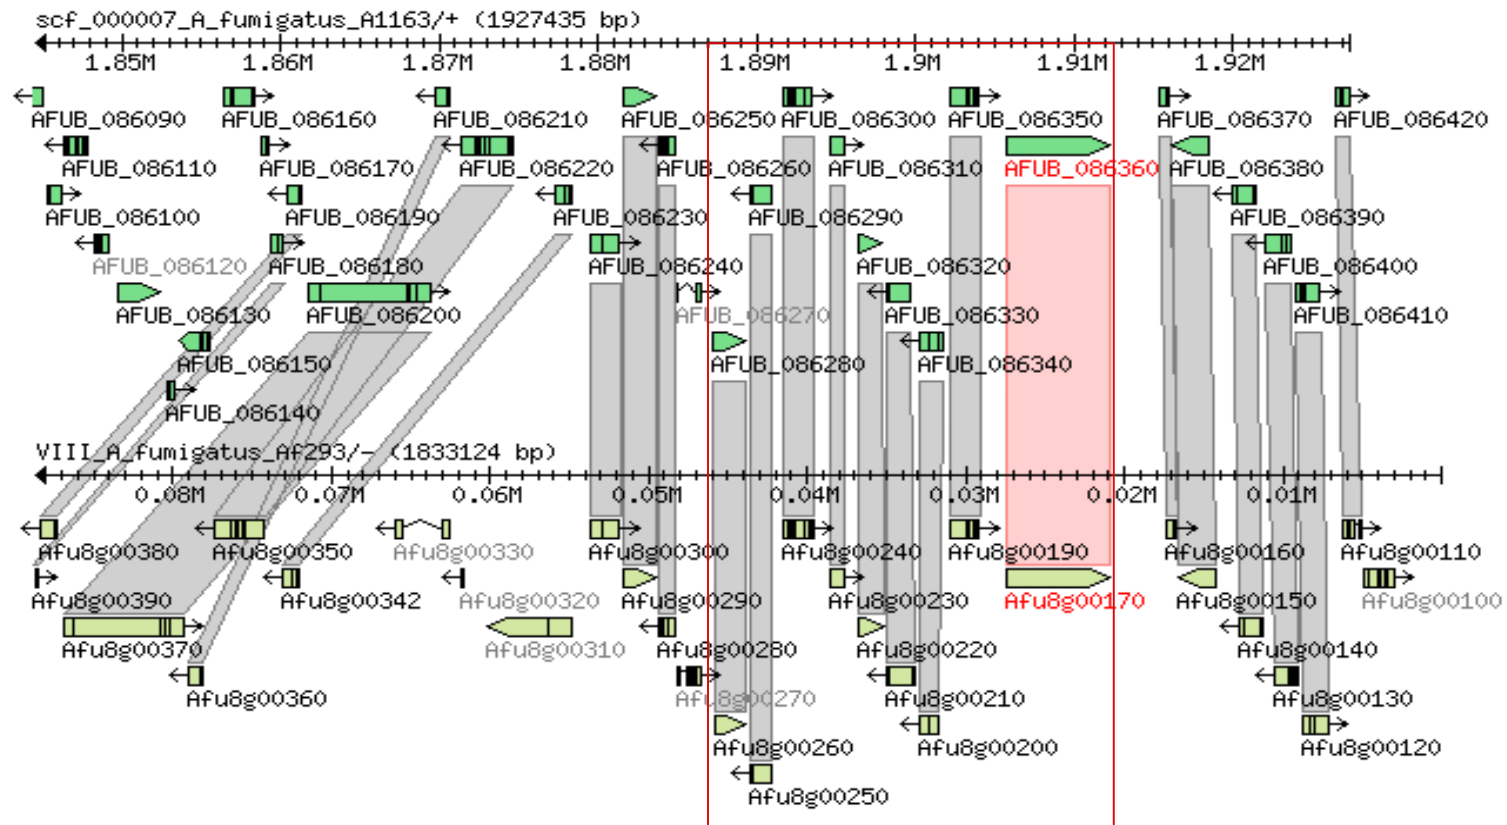 scf_000007_A_fumigatus_A1163/+ (1927435 bp)
1.85M 1.86M 1.87M 1.88M 1.89M 1.9M 1.91M 1.92M
AFUB_086090 AFUB_086160 AFUB_086210 AFUB_086250 AFUB_086300 AFUB_086350 AFUB_086370 AFUB_086420
AFUB_086110 AFUB_086170 AFUB_086220 AFUB_086260 AFUB_086310 AFUB_086360 AFUB_086380
AFUB_086100 AFUB_086190 AFUB_086230 AFUB_086290 AFUB_086390
AFUB_086120 AFUB_086180 AFUB_086240 AFUB_086320 AFUB_086400
AFUB_086130 AFUB_086200 AFUB_086270 AFUB_086330 AFUB_086410
AFUB_086150 AFUB_086280 AFUB_086340
AFUB_086140
VIII_A_fumigatus_Af293/- (1833124 bp)
0.08M 0.07M 0.06M 0.05M 0.04M 0.03M 0.02M 0.01M
Afu8g00380 Afu8g00350 Afu8g00330 Afu8g00300 Afu8g00240 Afu8g00190 Afu8g00160 Afu8g00110
Afu8g00390 Afu8g00342 Afu8g00320 Afu8g00290 Afu8g00230 Afu8g00170 Afu8g00150 Afu8g00100
Afu8g00370 Afu8g00310 Afu8g00280 Afu8g00220 Afu8g00140
Afu8g00360 Afu8g00270 Afu8g00210 Afu8g00130
Afu8g00260 Afu8g00200 Afu8g00120
Afu8g00250